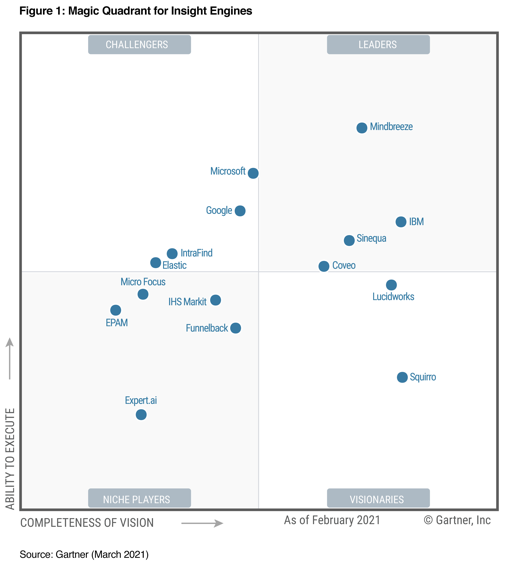 Figure 1: Magic Quadrant for Insight Engines
CHALLENGERS
LEADERS
Mindbreeze
Microsoft
Google
IBM
Sinequa
IntraFind
Elastic
Coveo
Micro Focus
IHS Markit
Lucidworks
EPAM
Funnelback
Squirro
Expert.ai
ABILITY TO EXECUTE
NICHE PLAYERS
VISIONARIES
COMPLETENESS OF VISION
As of February 2021
© Gartner, Inc
Source: Gartner (March 2021)